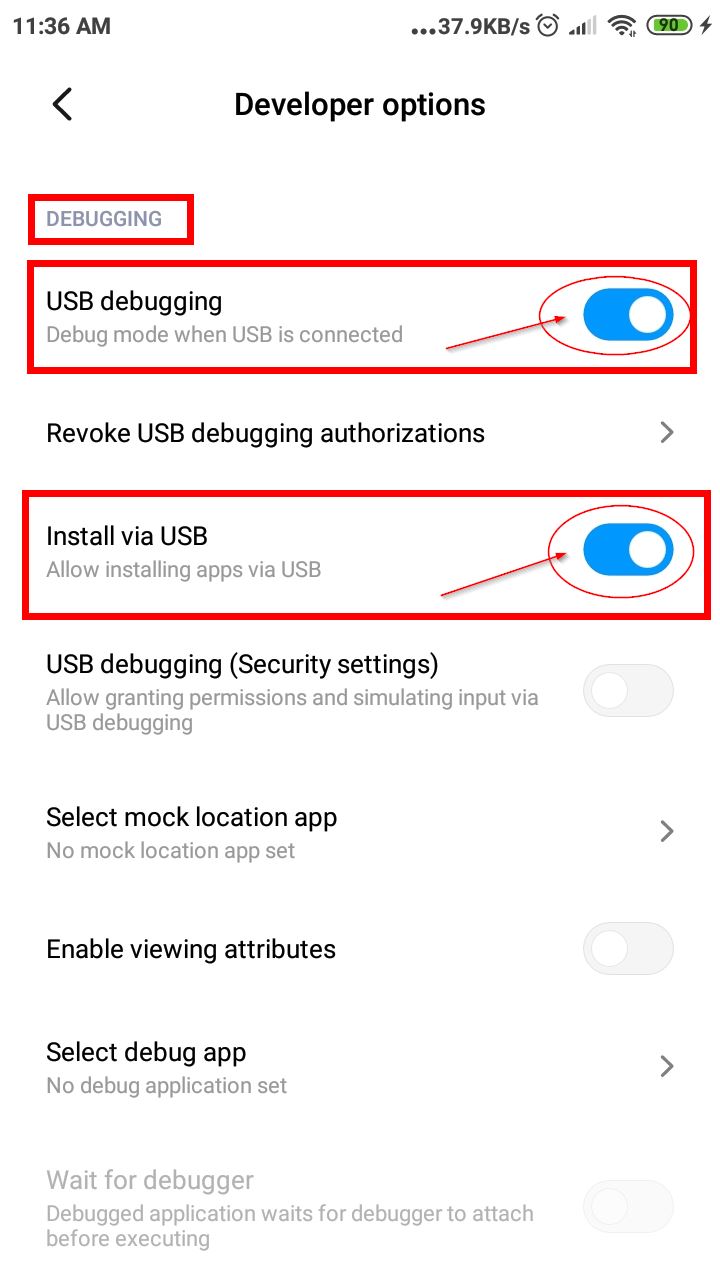 11:36 AM ...37.9KB/s 90
Developer options
DEBUGGING
USB debugging
Debug mode when USB is connected
Revoke USB debugging authorizations
Install via USB
Allow installing apps via USB
USB debugging (Security settings)
Allow granting permissions and simulating input via
USB debugging
Select mock location app
No mock location app set
Enable viewing attributes
Select debug app
No debug application set
Wait for debugger
Debugged application waits for debugger to attach
before executing